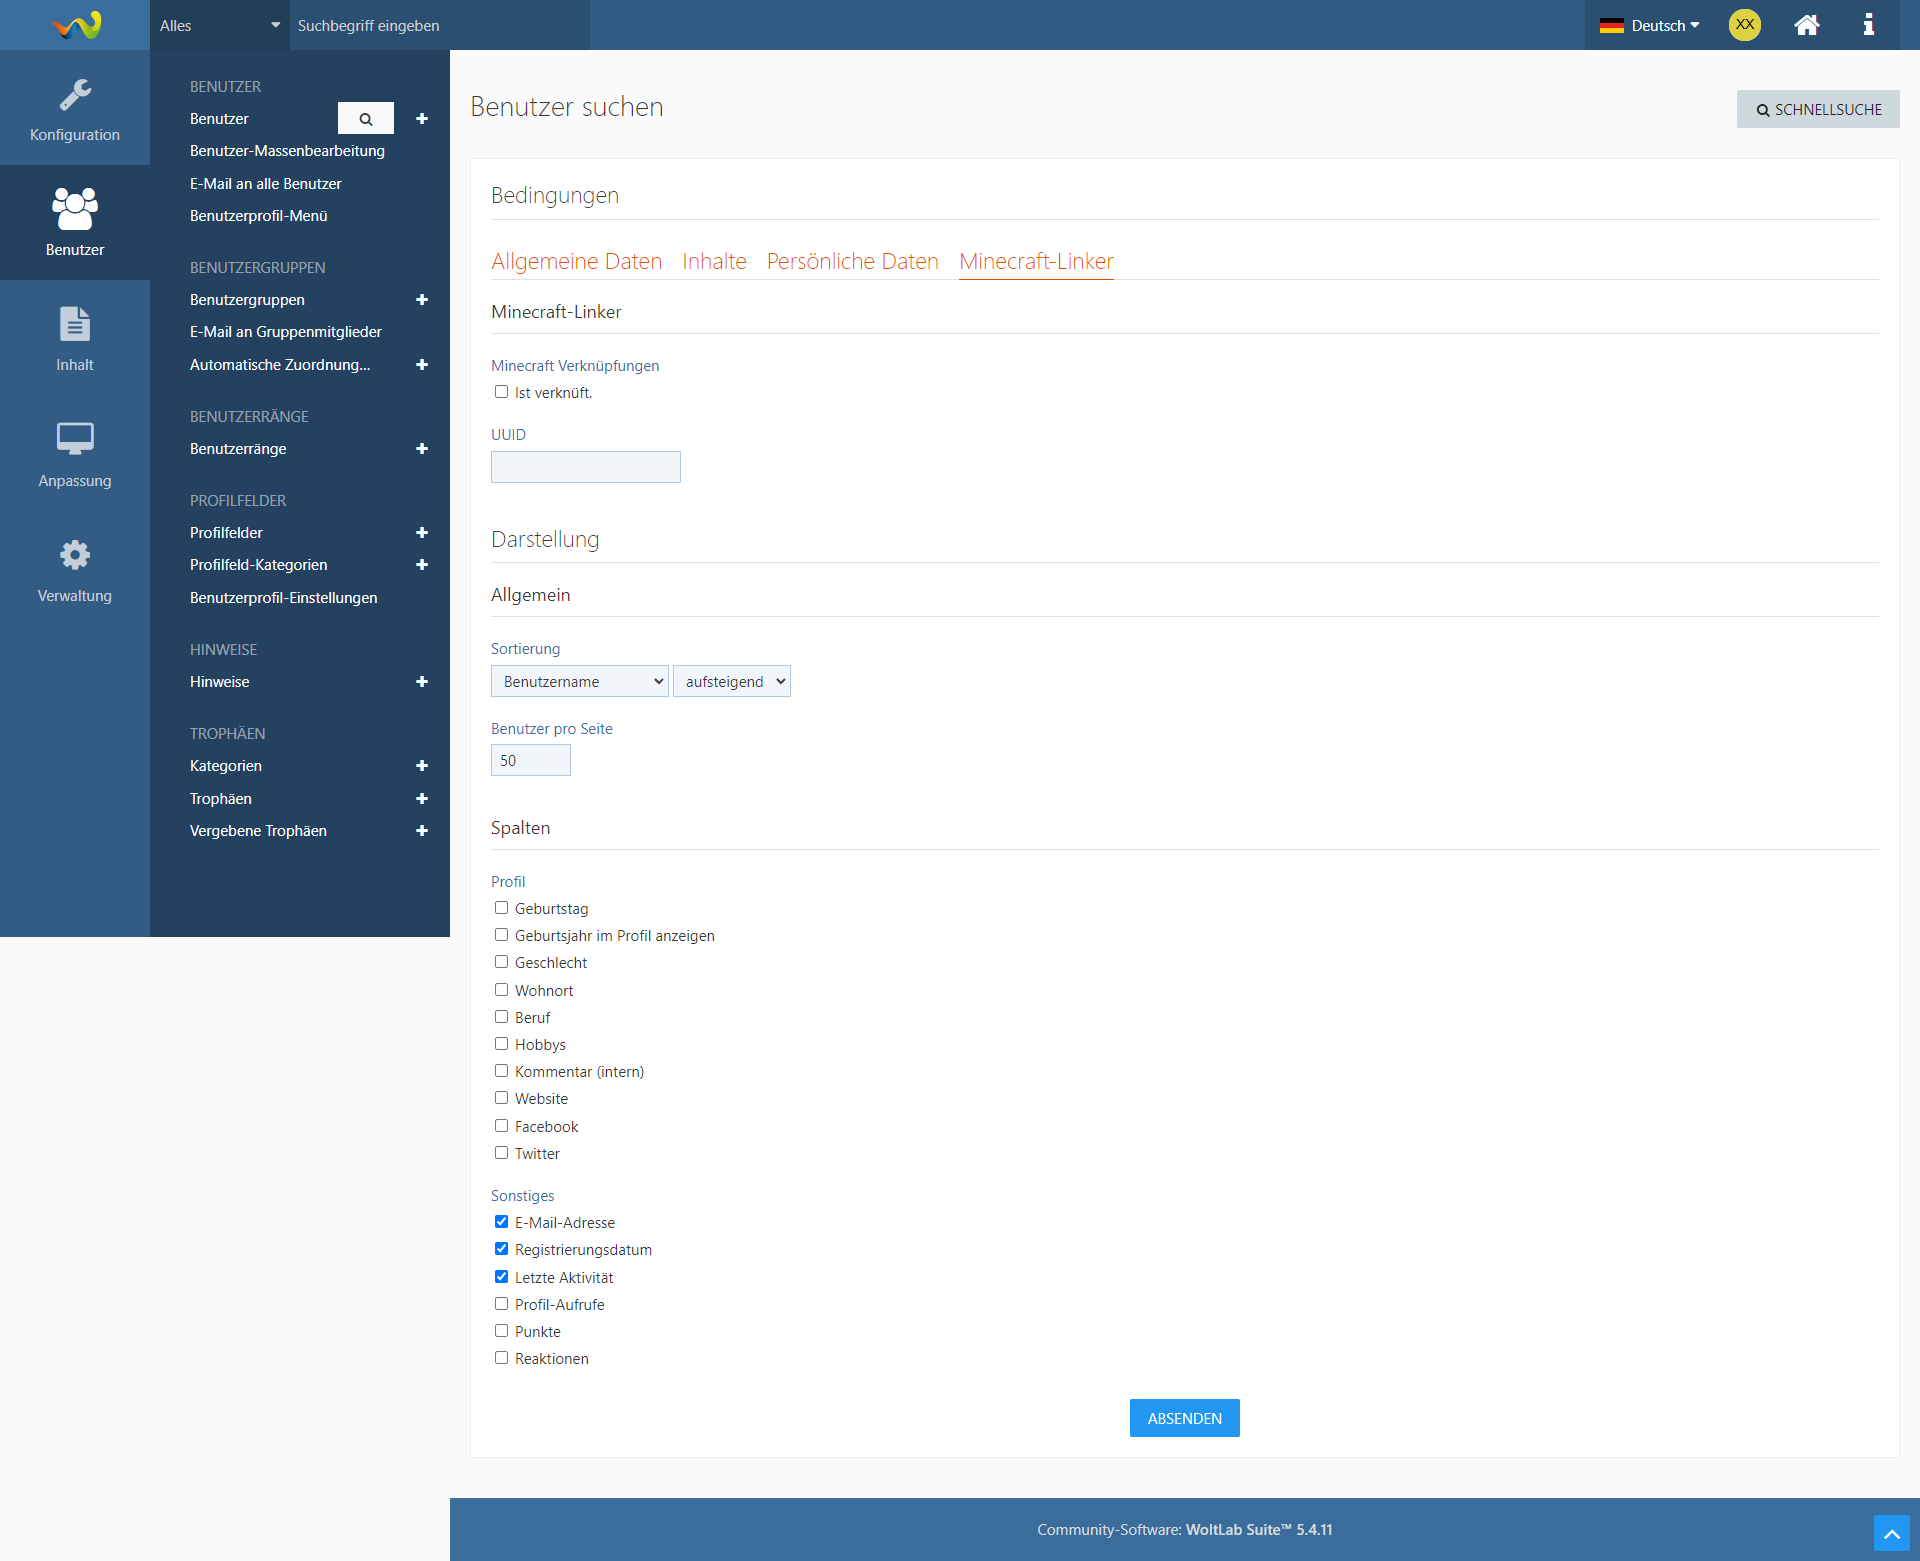 Alles
Suchbegriff eingeben
Deutsch
XX
Konfiguration
Benutzer
Inhalt
Anpassung
Verwaltung
BENUTZER
Benutzer
Benutzer-Massenbearbeitung
E-Mail an alle Benutzer
Benutzerprofil-Menü
BENUTZERGRUPPEN
Benutzergruppen
E-Mail an Gruppenmitglieder
Automatische Zuordnung...
BENUTZERRÄNGE
Benutzerränge
PROFILFELDER
Profilfelder
Profilfeld-Kategorien
Benutzerprofil-Einstellungen
HINWEISE
Hinweise
TROPHÄEN
Kategorien
Trophäen
Vergebene Trophäen
Benutzer suchen
SCHNELLSUCHE
Bedingungen
Allgemeine Daten Inhalte Persönliche Daten Minecraft-Linker
Minecraft-Linker
Minecraft Verknüpfungen
Ist verknüft.
UUID
Darstellung
Allgemein
Sortierung
Benutzername aufsteigend
Benutzer pro Seite
50
Spalten
Profil
Geburtstag
Geburtsjahr im Profil anzeigen
Geschlecht
Wohnort
Beruf
Hobbys
Kommentar (intern)
Website
Facebook
Twitter
Sonstiges
E-Mail-Adresse
Registrierungsdatum
Letzte Aktivität
Profil-Aufrufe
Punkte
Reaktionen
ABSENDEN
Community-Software: WoltLab Suite™ 5.4.11